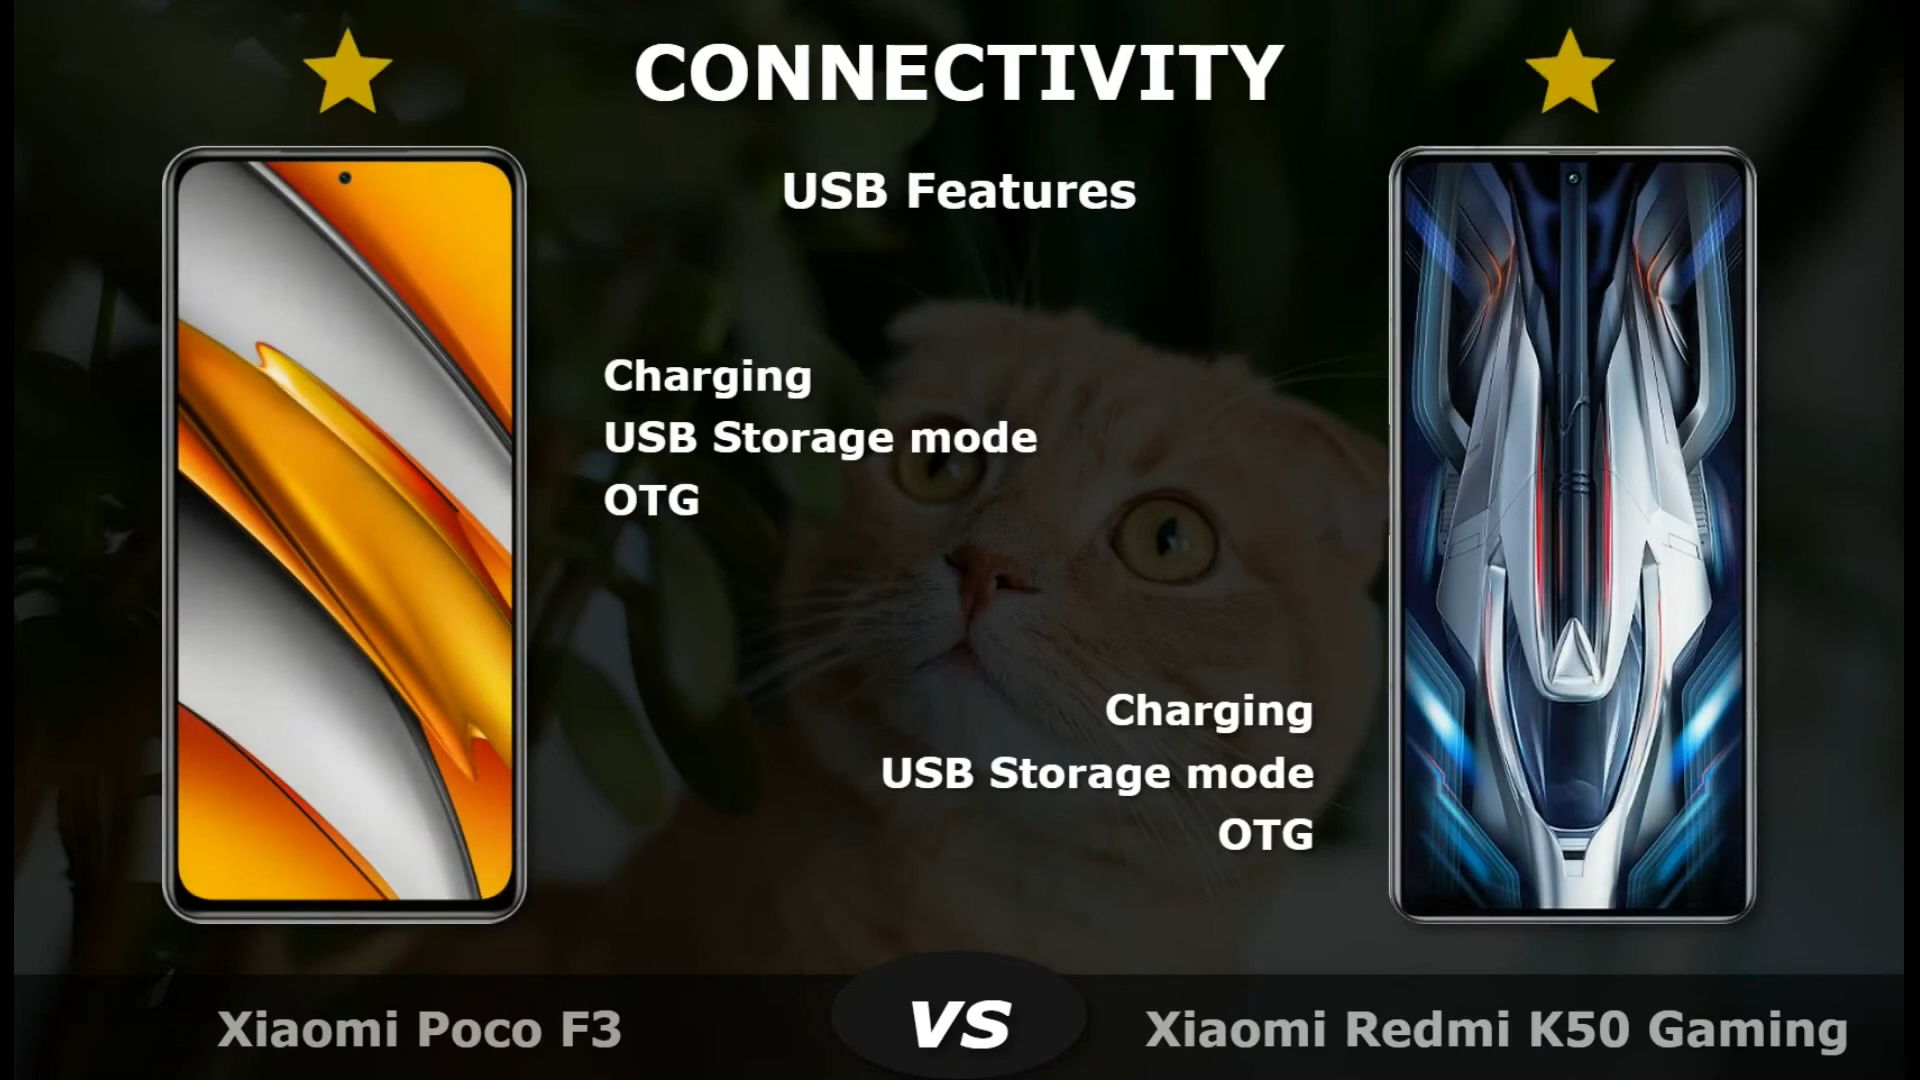 CONNECTIVITY
USB Features
Charging
USB Storage mode
OTG
Charging
USB Storage mode
OTG
Xiaomi Poco F3
VS
Xiaomi Redmi K50 Gaming